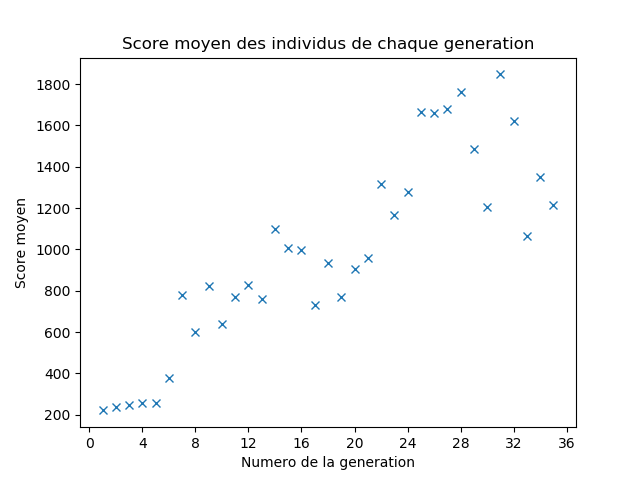 Score moyen des individus de chaque generation
1800
1600
1400
1200
1000
800
600
400
200
Score moyen
0 4 8 12 16 20 24 28 32 36
Numero de la generation